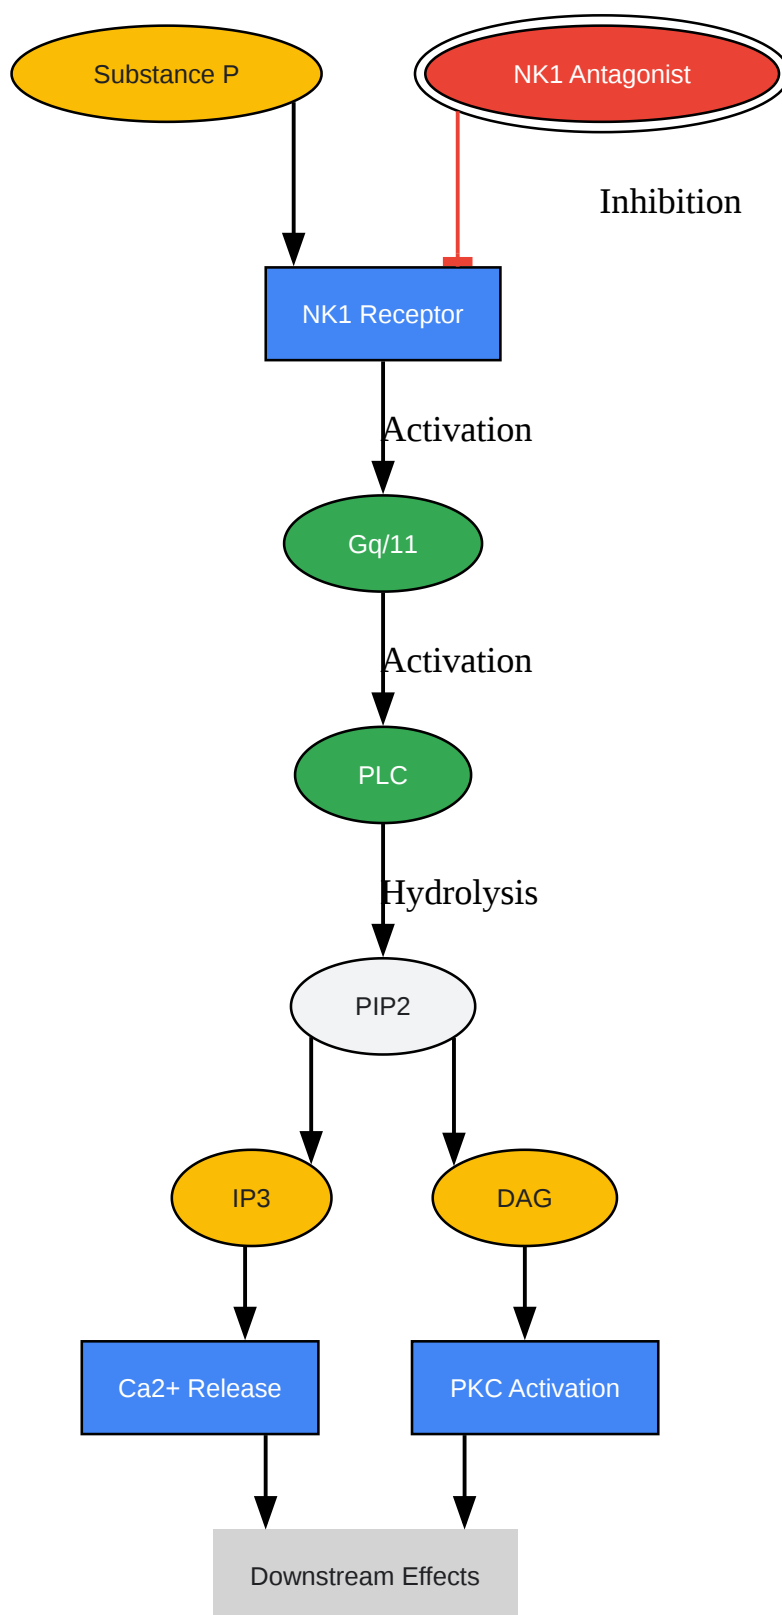 Substance P
NK1 Antagonist
Inhibition
NK1 Receptor
Activation
Gq/11
Activation
PLC
Hydrolysis
PIP2
IP3
DAG
Ca2+ Release
PKC Activation
Downstream Effects